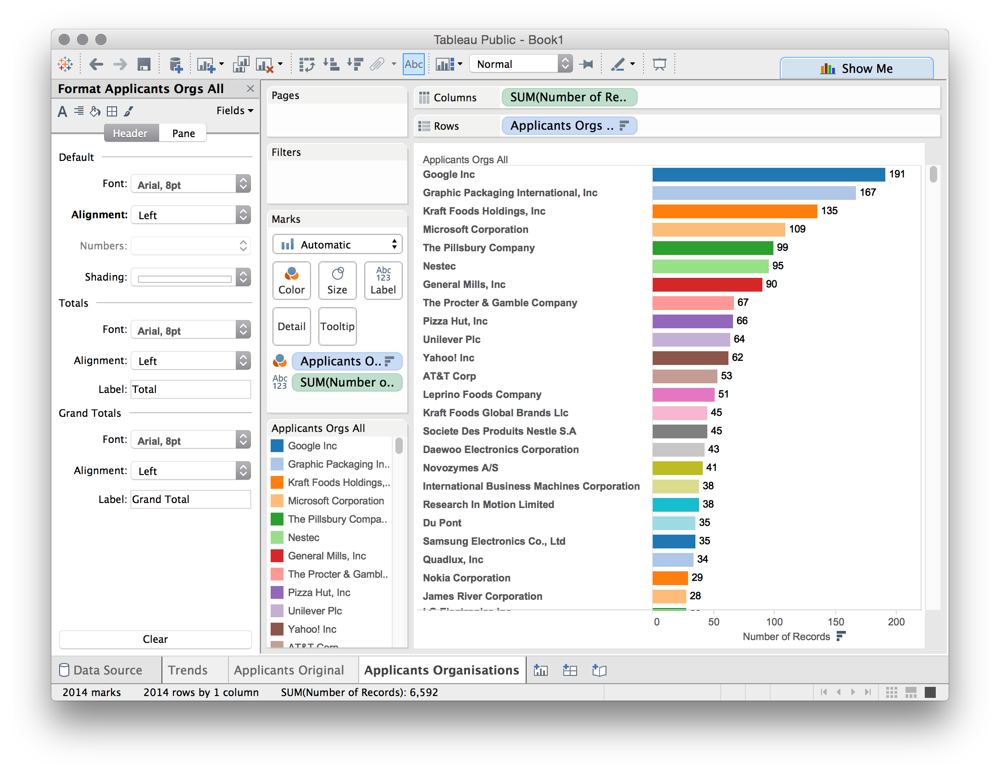 Tableau Public - Book1
Abc
Normal
Show Me
Format Applicants Orgs All
A
Fields
Header
Pane
Default
Font: Arial, 8pt
Alignment: Left
Numbers:
Shading:
Totals
Font: Arial, 8pt
Alignment: Left
Label: Total
Grand Totals
Font: Arial, 8pt
Alignment: Left
Label: Grand Total
Clear
Pages
Filters
Marks
Automatic
Color
Size
Abc
123
Label
Detail
Tooltip
Applicants O..
Abc
123
SUM(Number o..
Applicants Orgs All
Google Inc
Graphic Packaging In..
Kraft Foods Holdings,..
Microsoft Corporation
The Pillsbury Compa..
Nestec
General Mills, Inc
The Procter & Gambl..
Pizza Hut, Inc
Unilever Plc
Yahoo! Inc
AT&T Corp
Columns
SUM(Number of Re..
Rows
Applicants Orgs ..
Applicants Orgs All
Google Inc 191
Graphic Packaging International, Inc 167
Kraft Foods Holdings, Inc 135
Microsoft Corporation 109
The Pillsbury Company 99
Nestec 95
General Mills, Inc 90
The Procter & Gamble Company 67
Pizza Hut, Inc 66
Unilever Plc 64
Yahoo! Inc 62
AT&T Corp 53
Leprino Foods Company 51
Kraft Foods Global Brands Llc 45
Societe Des Produits Nestle S.A 45
Daewoo Electronics Corporation 43
Novozymes A/S 41
International Business Machines Corporation 38
Research In Motion Limited 38
Du Pont 35
Samsung Electronics Co., Ltd 35
Quadlux, Inc 34
Nokia Corporation 29
James River Corporation 28
LG Electronics Inc
0 50 100 150 200
Number of Records
Data Source
Trends
Applicants Original
Applicants Organisations
2014 marks
2014 rows by 1 column
SUM(Number of Records): 6,592